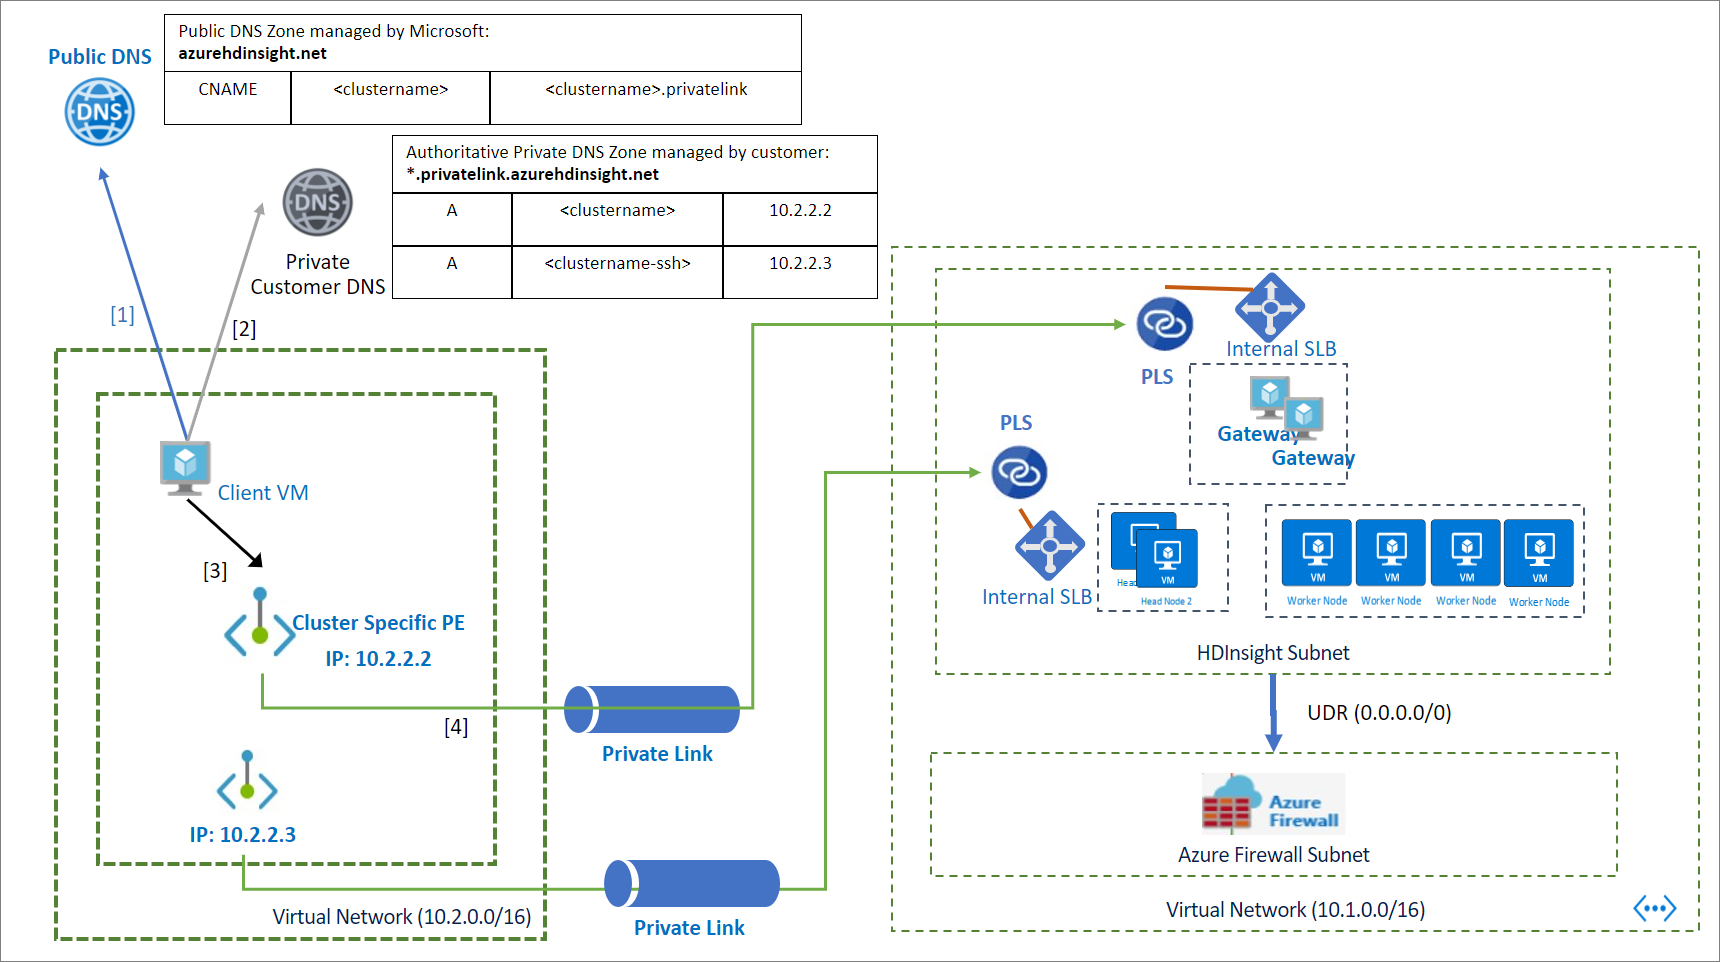 Public DNS
DNS
Public DNS Zone managed by Microsoft:
azurehdinsight.net
CNAME <clustername> <clustername>.privatelink
DNS
Private
Customer DNS
Authoritative Private DNS Zone managed by customer:
*.privatelink.azurehdinsight.net
A <clustername> 10.2.2.2
A <clustername-ssh> 10.2.2.3
[1]
[2]
Client VM
[3]
Cluster Specific PE
IP: 10.2.2.2
[4]
IP: 10.2.2.3
Virtual Network (10.2.0.0/16)
Private Link
Private Link
PLS
Internal SLB
Gateway
Gateway
PLS
Internal SLB
VM
Head Node 2
VM VM VM VM
Worker Node Worker Node Worker Node Worker Node
HDInsight Subnet
UDR (0.0.0.0/0)
Azure
Firewall
Azure Firewall Subnet
Virtual Network (10.1.0.0/16)